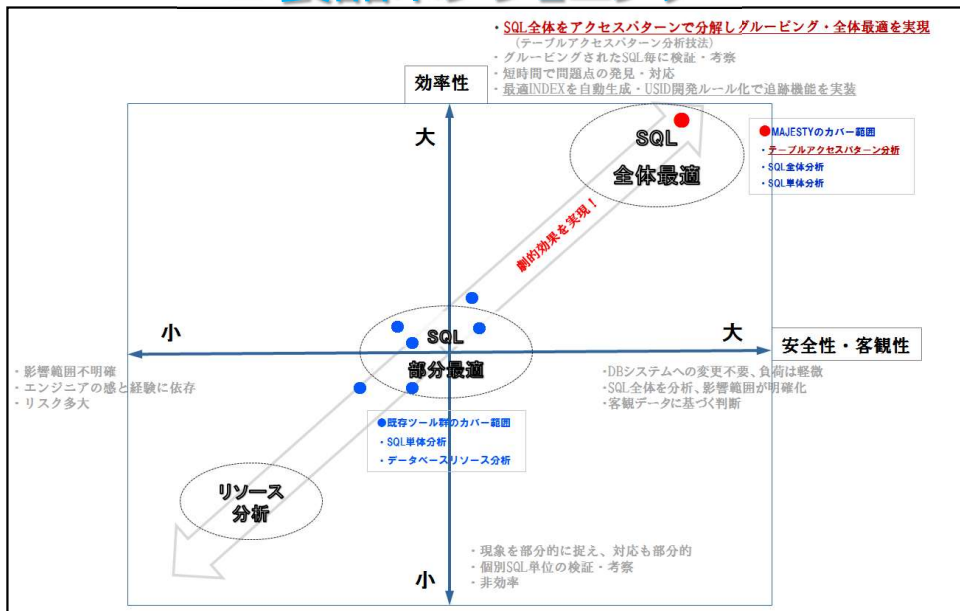 ・SQL全体をアクセスパターンで分解しグルーピング・全体最適を実現
（テーブルアクセスパターン分析技法）
・グルーピングされたSQL毎に検証・考察
・短時間で問題点の発見・対応
・最適INDEXを自動生成・USID開発ルール化で追跡機能を実装
効率性
大
SQL
全体最適
●MAJESTYのカバー範囲
・テーブルアクセスパターン分析
・SQL全体分析
・SQL単体分析
劇的効果を実現！
小
SQL
部分最適
大
安全性・客観性
・影響範囲不明確
・エンジニアの感と経験に依存
・リスク多大
・DBシステムへの変更不要、負荷は軽微
・SQL全体を分析、影響範囲が明確化
・客観データに基づく判断
●既存ツール群のカバー範囲
・SQL単体分析
・データベースリソース分析
リソース
分析
・現象を部分的に捉え、対応も部分的
・個別SQL単位の検証・考察
・非効率
小